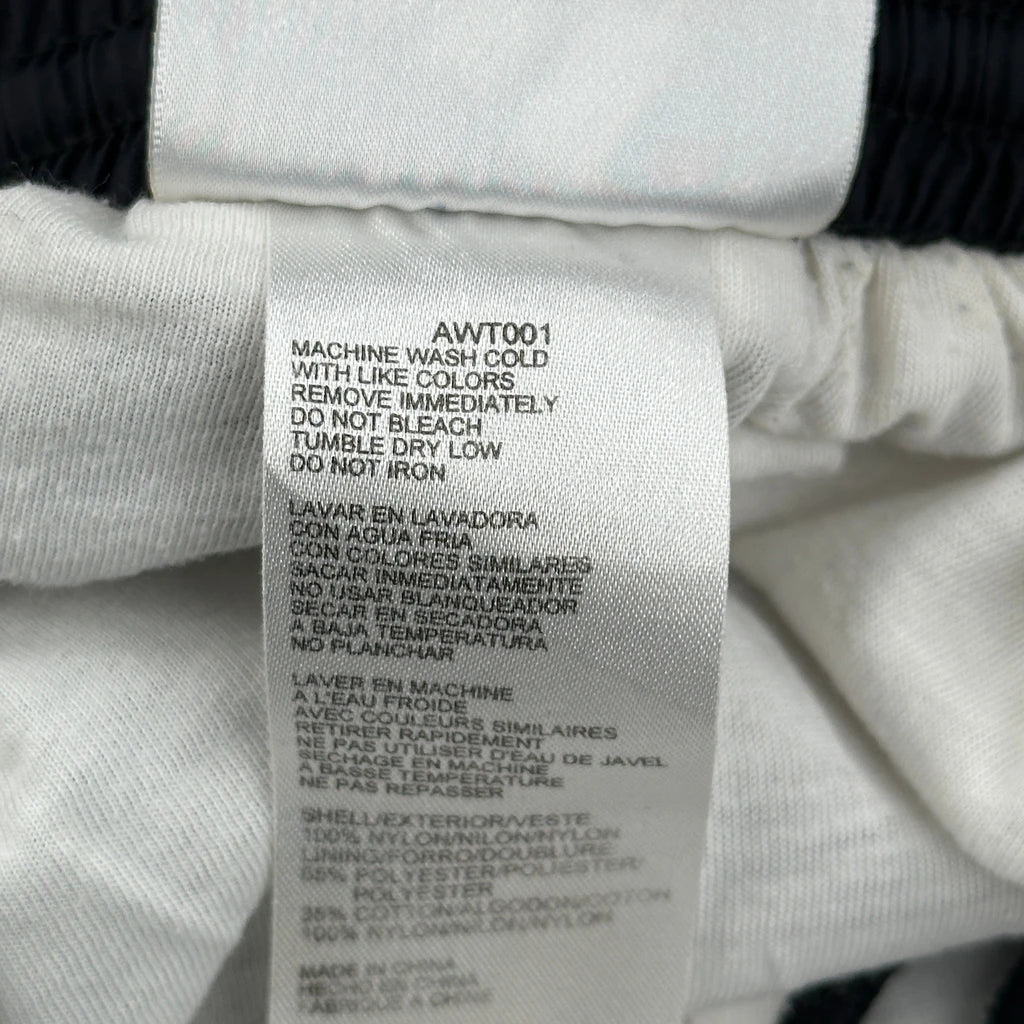 AWT001
MACHINE WASH COLD
WITH LIKE COLORS
REMOVE IMMEDIATELY
DO NOT BLEACH
TUMBLE DRY LOW
DO NOT IRON
LAVAR EN LAVADORA
CON AGUA FRIA
CON COLORES SIMILARES
SACAR INMEDIATAMENTE
NO USAR BLANQUEADOR
SECAR EN SECADORA
A BAJA TEMPERATURA
NO PLANCHAR
LAVER EN MACHINE
A L'EAU FROIDE
AVEC COULEURS SIMILAIRES
RETIRER RAPIDEMENT
NE PAS UTILISER D'EAU DE JAVEL
SECHAGE EN MACHINE
A BASSE TEMPERATURE
NE PAS REPASSER
SHELL/EXTERIOR/VESTE
100% NYLON/NILON/NYLON
LINING/FORRO/DOUBLURE
POLYESTER/POLIESTER/
POLYESTER
COTTON/ALGODON/COTON
100% NYLON/NILON/NYLON
MADE IN CHINA
HECHO EN CHINA
FABRIQUE A CHINE